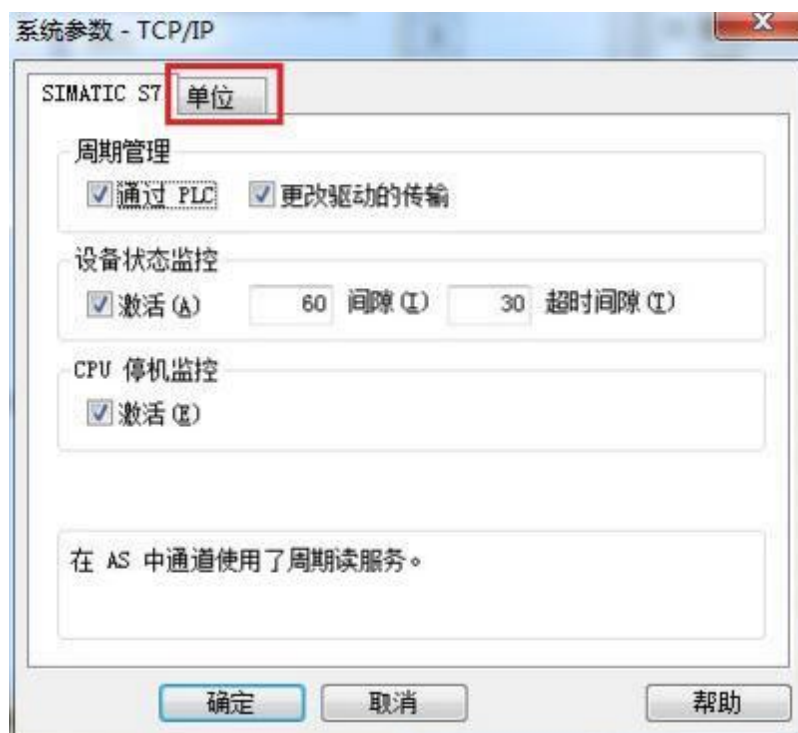 系统参数 - TCP/IP
SIMATIC S7 单位
周期管理
通过 PLC 更改驱动的传输
设备状态监控
激活(A) 60 间隙(I) 30 超时间隙(T)
CPU 停机监控
激活(E)
在 AS 中通道使用了周期读服务。
确定 取消 帮助